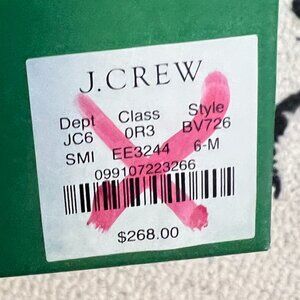 J.CREW
Dept Class Style
JC6 0R3 BV726
SMI EE3244 6-M
099107223266
$268.00